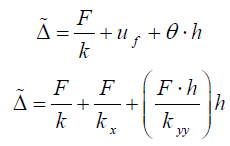 Δ̃ = F/k + u_f + θ·h
Δ̃ = F/k + F/k_x + (F·h/k_yy)h